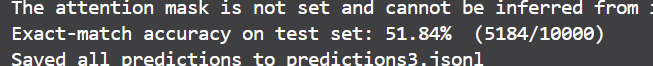 The attention mask is not set and cannot be inferred from
Exact-match accuracy on test set: 51.84%  (5184/10000)
Saved all predictions to predictions3.jsonl